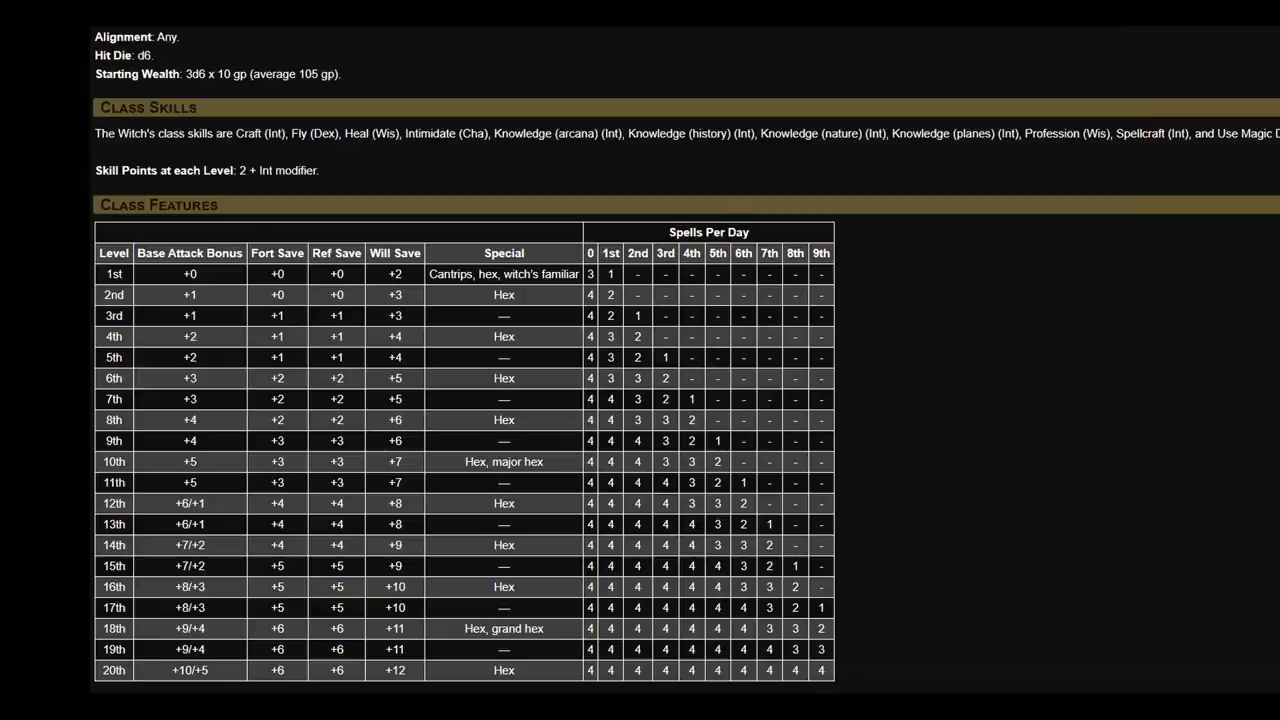 Alignment: Any.
Hit Die: d6.
Starting Wealth: 3d6 x 10 gp (average 105 gp).
Class Skills
The Witch's class skills are Craft (Int), Fly (Dex), Heal (Wis), Intimidate (Cha), Knowledge (arcana) (Int), Knowledge (history) (Int), Knowledge (nature) (Int), Knowledge (planes) (Int), Profession (Wis), Spellcraft (Int), and Use Magic D
Skill Points at each Level: 2 + Int modifier.
Class Features
Spells Per Day
Level Base Attack Bonus Fort Save Ref Save Will Save Special 0 1st 2nd 3rd 4th 5th 6th 7th 8th 9th
1st +0 +0 +0 +2 Cantrips, hex, witch's familiar 3 1 - - - - - - - -
2nd +1 +0 +0 +3 Hex 4 2 - - - - - - - -
3rd +1 +1 +1 +3 — 4 2 1 - - - - - - -
4th +2 +1 +1 +4 Hex 4 3 2 - - - - - - -
5th +2 +1 +1 +4 — 4 3 2 1 - - - - - -
6th +3 +2 +2 +5 Hex 4 3 3 2 - - - - - -
7th +3 +2 +2 +5 — 4 4 3 2 1 - - - - -
8th +4 +2 +2 +6 Hex 4 4 3 3 2 - - - - -
9th +4 +3 +3 +6 — 4 4 4 3 2 1 - - - -
10th +5 +3 +3 +7 Hex, major hex 4 4 4 3 3 2 - - - -
11th +5 +3 +3 +7 — 4 4 4 4 3 2 1 - - -
12th +6/+1 +4 +4 +8 Hex 4 4 4 4 3 3 2 - - -
13th +6/+1 +4 +4 +8 — 4 4 4 4 4 3 2 1 - -
14th +7/+2 +4 +4 +9 Hex 4 4 4 4 4 3 3 2 - -
15th +7/+2 +5 +5 +9 — 4 4 4 4 4 4 3 2 1 -
16th +8/+3 +5 +5 +10 Hex 4 4 4 4 4 4 3 3 2 -
17th +8/+3 +5 +5 +10 — 4 4 4 4 4 4 4 3 2 1
18th +9/+4 +6 +6 +11 Hex, grand hex 4 4 4 4 4 4 4 3 3 2
19th +9/+4 +6 +6 +11 — 4 4 4 4 4 4 4 4 3 3
20th +10/+5 +6 +6 +12 Hex 4 4 4 4 4 4 4 4 4 4